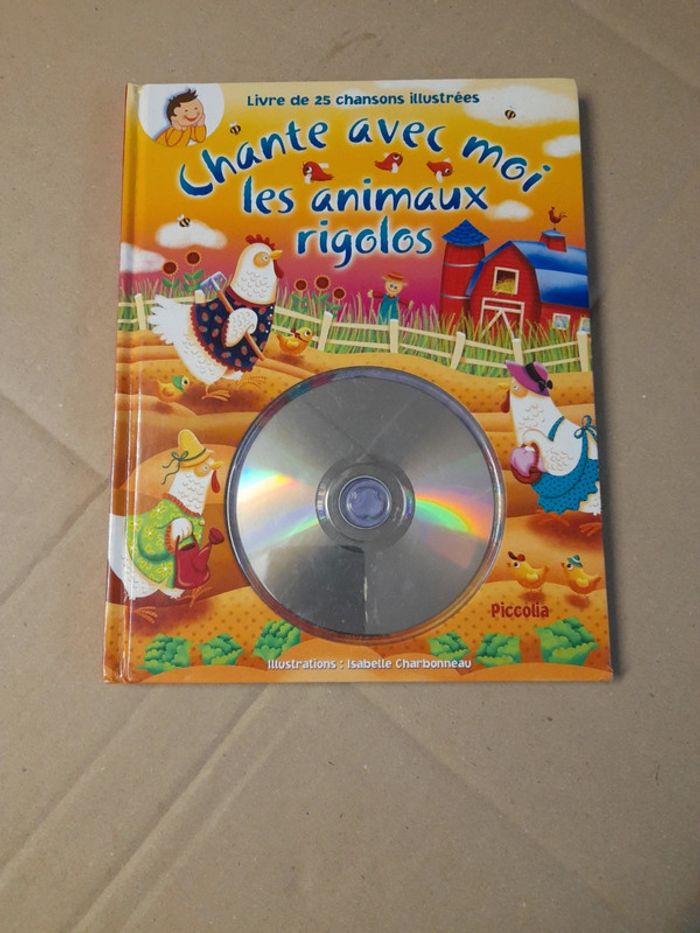 Livre de 25 chansons illustrées
Chante avec moi
les animaux
rigolos
Piccolia
Illustrations : Isabelle Charbonneau